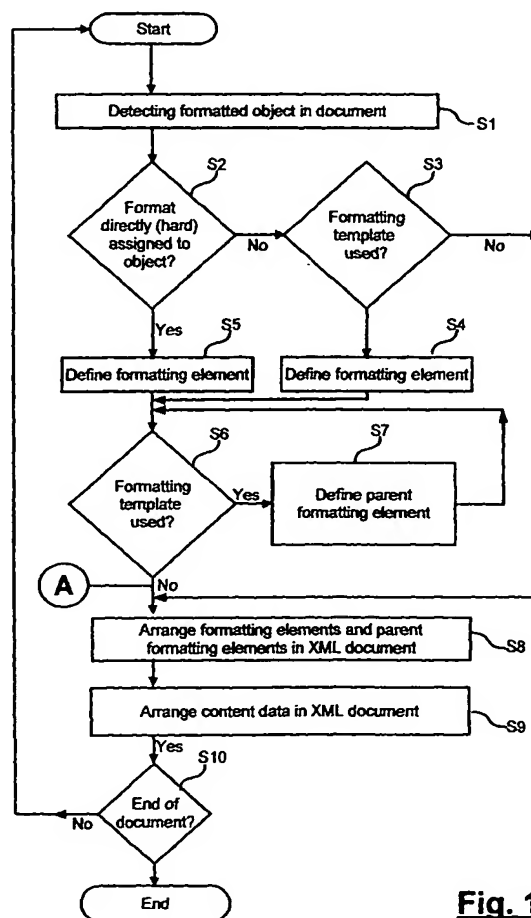 Start
Detecting formatted object in document
S1
S2
S3
Format
directly (hard)
assigned to
object?
No
Formatting
template
used?
No
Yes
S5
S4
Define formatting element
Define formatting element
S6
S7
Formatting
template
used?
Yes
Define parent
formatting element
A
No
Arrange formatting elements and parent
formatting elements in XML document
S8
Arrange content data in XML document
S9
Yes
S10
End of
document?
No
End
Fig. 1